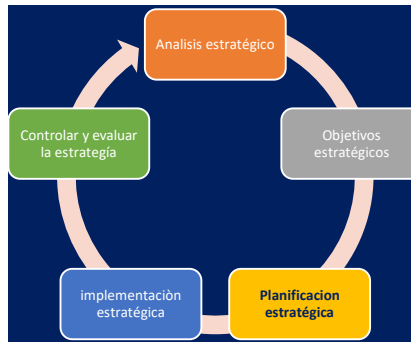 Analisis estratégico
Objetivos
estratégicos
Planificacion
estratégica
implementaciòn
estratégica
Controlar y evaluar
la estrategía